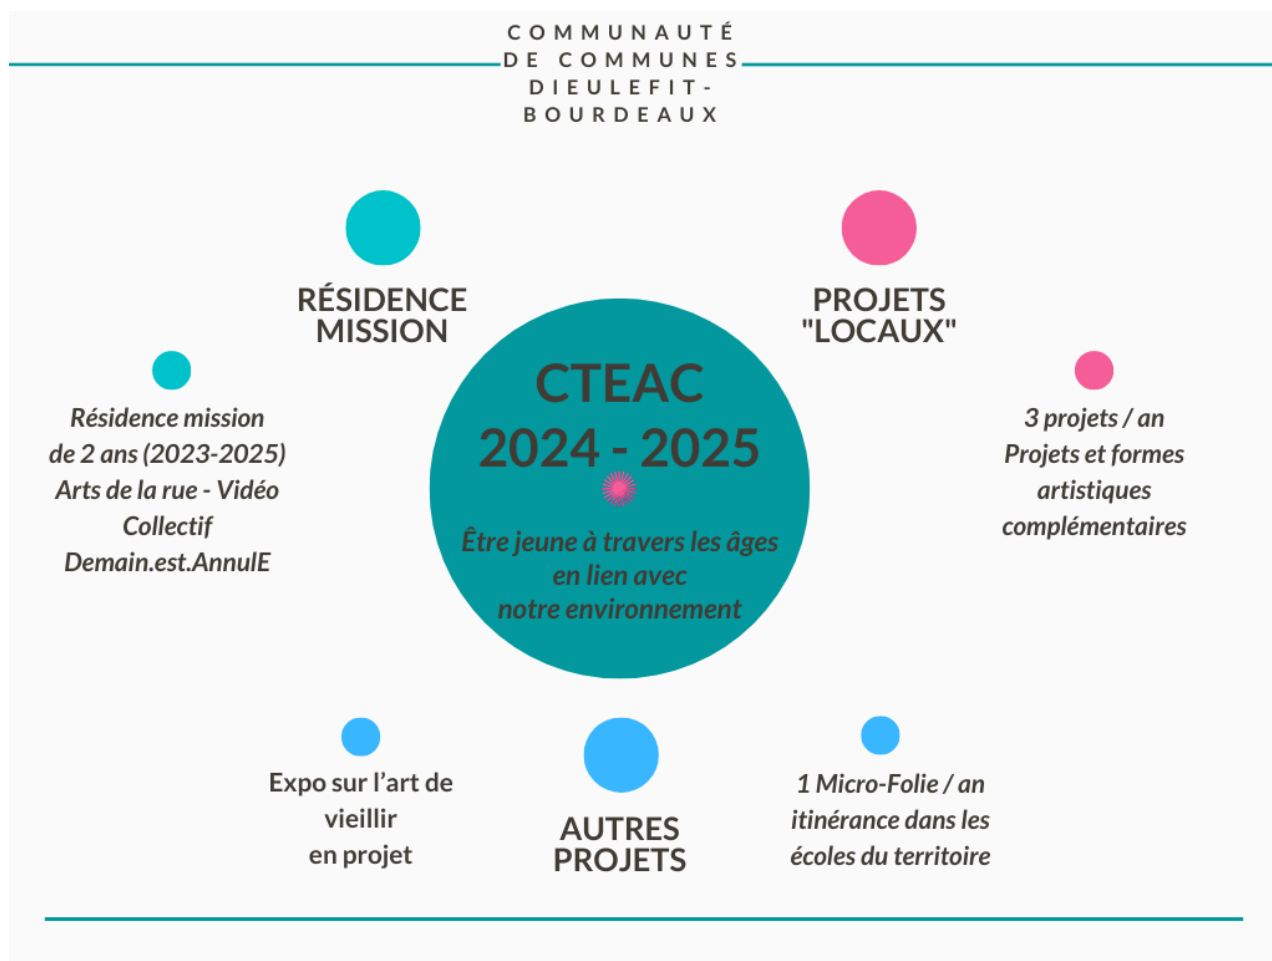 COMMUNAUTÉ
DE COMMUNES
DIEULEFIT-
BOURDEAUX
RÉSIDENCE
MISSION
PROJETS
"LOCAUX"
CTEAC
2024 - 2025
Être jeune à travers les âges
en lien avec
notre environnement
Résidence mission
de 2 ans (2023-2025)
Arts de la rue - Vidéo
Collectif
Demain.est.AnnulE
3 projets / an
Projets et formes
artistiques
complémentaires
Expo sur l’art de
vieillir
en projet
AUTRES
PROJETS
1 Micro-Folie / an
itinérance dans les
écoles du territoire